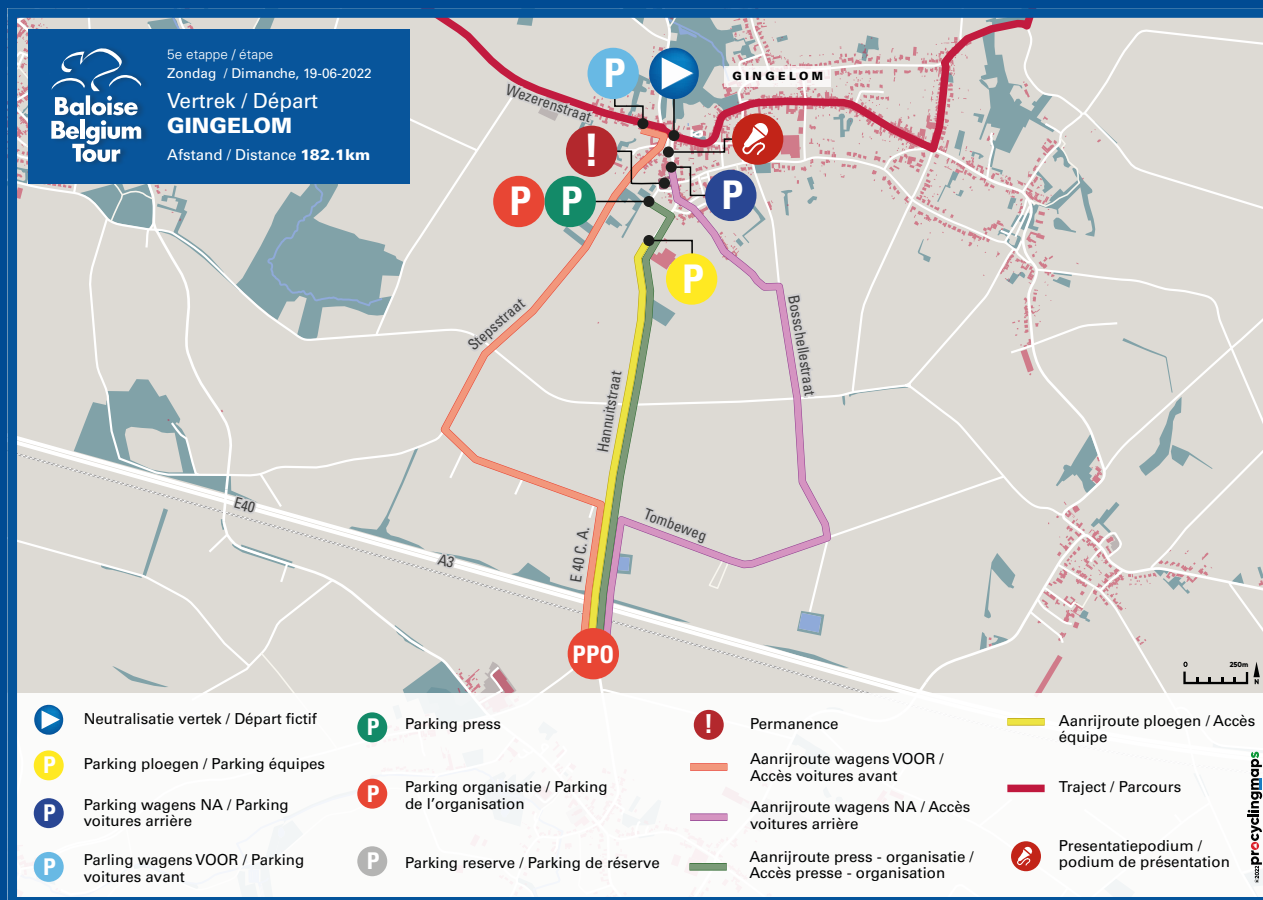 Baloise
Belgium
Tour
5e etappe / étape
Zondag / Dimanche, 19-06-2022
Vertrek / Départ
GINGELOM
Afstand / Distance 182.1km
P
GINGELOM
Wezerenstraat
!
P
P
P
P
Stepsstraat
Hannuitstraat
Bosschellestraat
Tombeweg
E40
A3
E 40 C. A.
PPO
0 250m
N
Neutralisatie vertek / Départ fictif
P
Parking ploegen / Parking équipes
P
Parking wagens NA / Parking
voitures arrière
P
Parling wagens VOOR / Parking
voitures avant
P
Parking press
P
Parking organisatie / Parking
de l'organisation
P
Parking reserve / Parking de réserve
!
Permanence
Aanrijroute wagens VOOR /
Accès voitures avant
Aanrijroute wagens NA / Accès
voitures arrière
Aanrijroute press - organisatie /
Accès presse - organisation
Aanrijroute ploegen / Accès
équipe
Traject / Parcours
Presentatiepodium /
podium de présentation
©2022 procyclingmaps